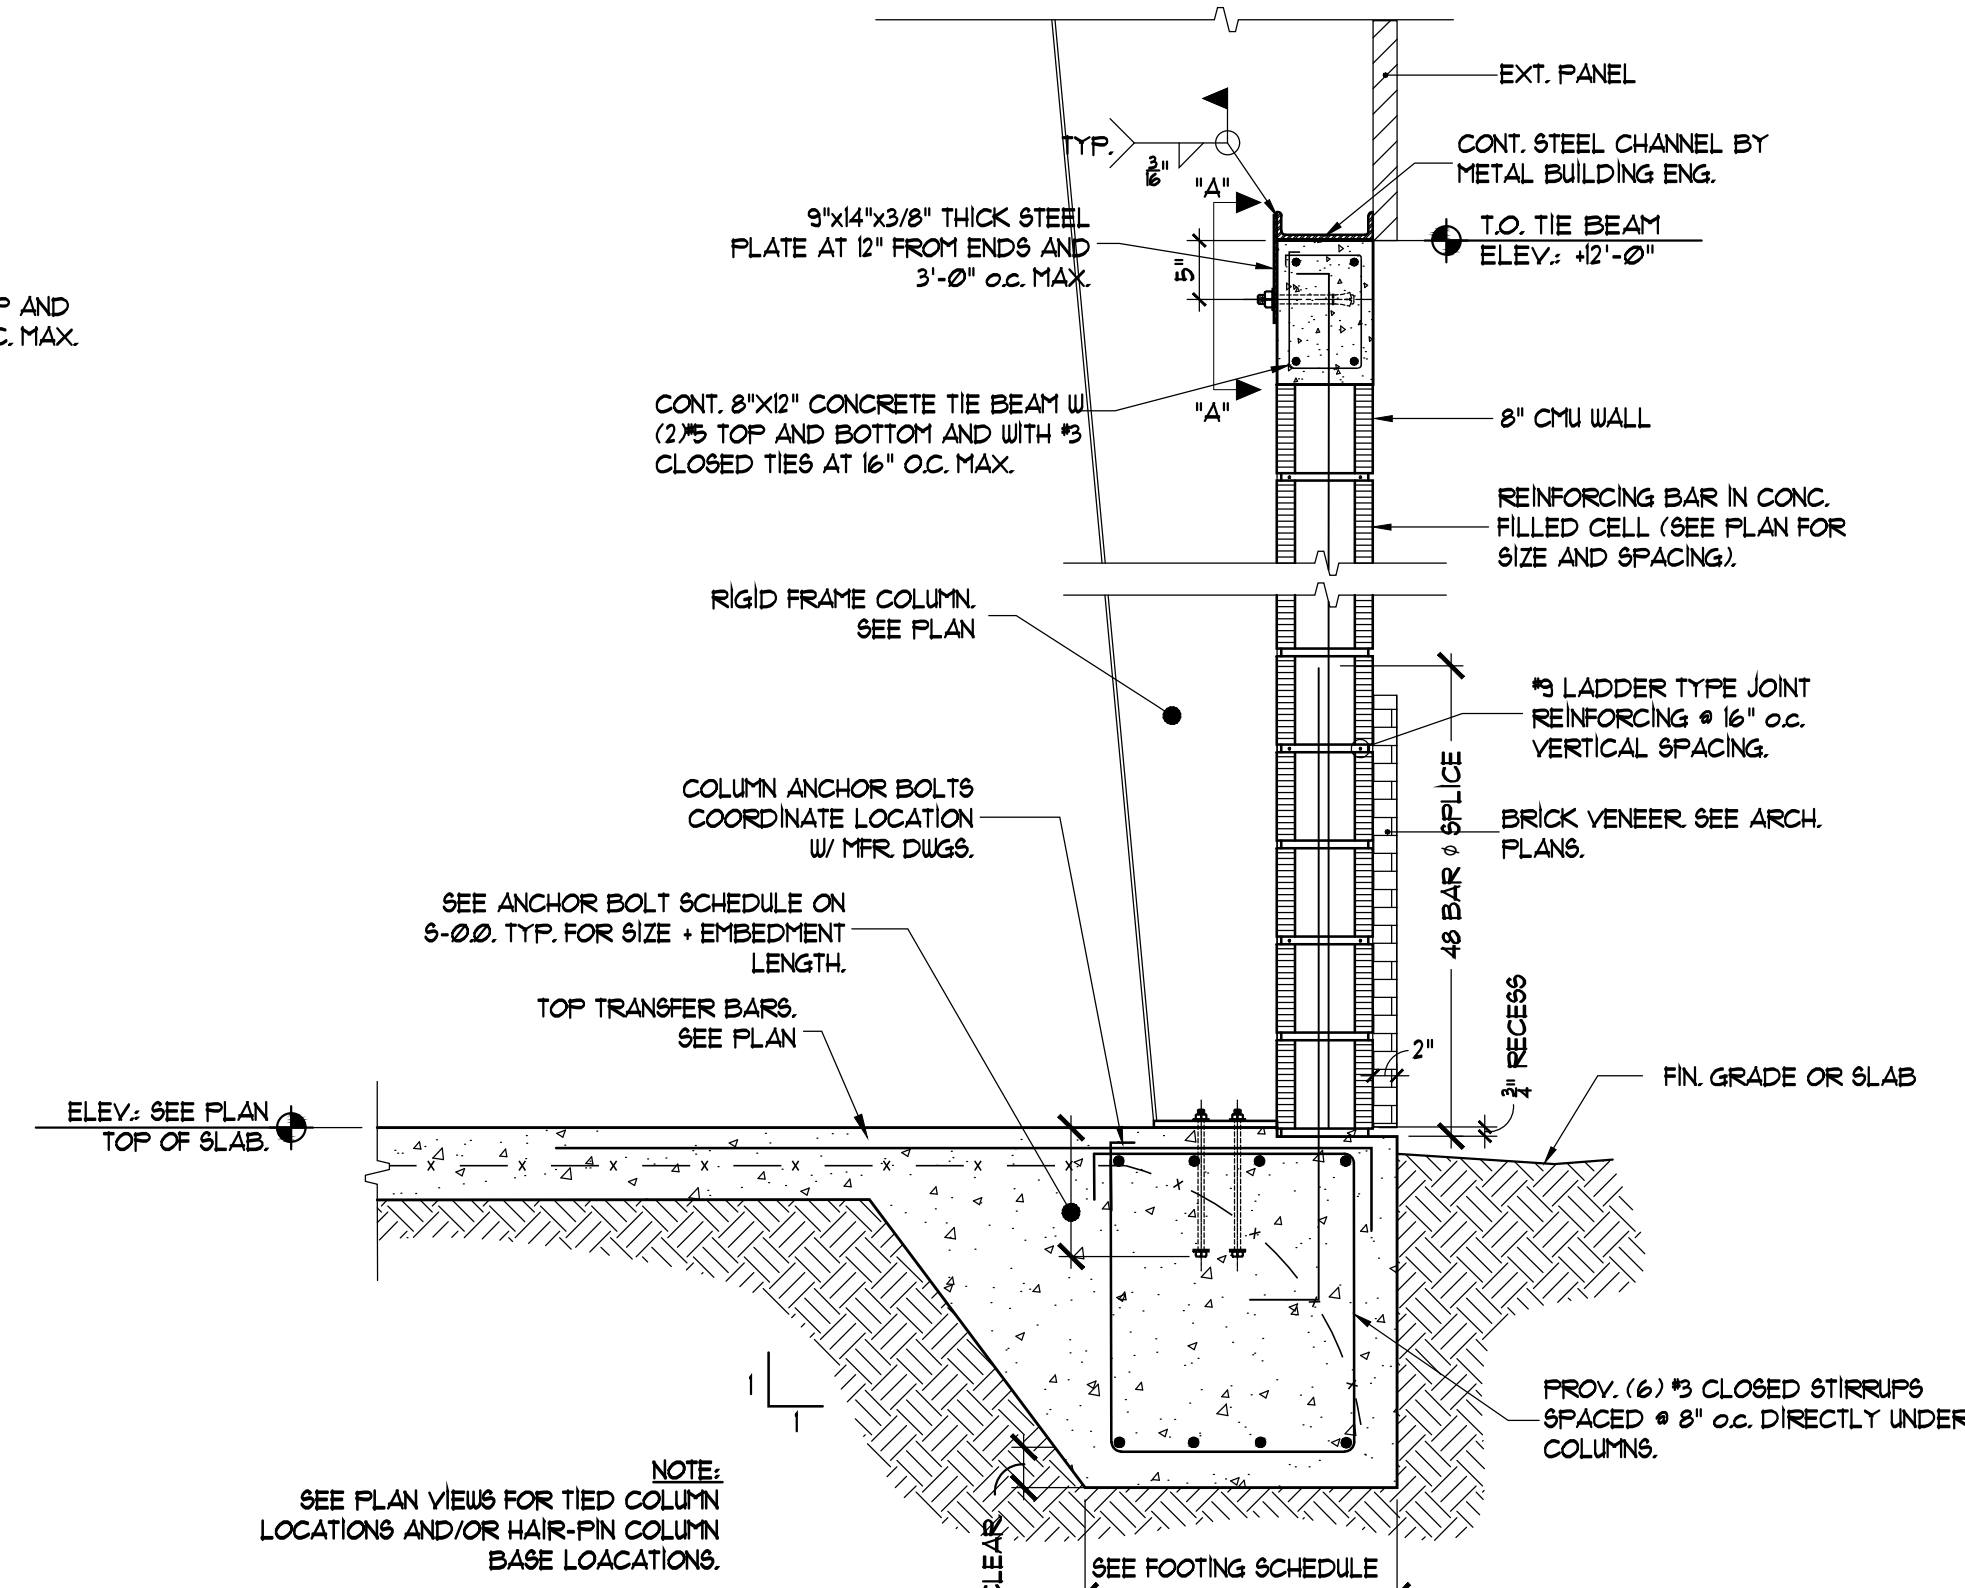 EXT. PANEL
CONT. STEEL CHANNEL BY
METAL BUILDING ENG.
TYP.
3/16"
"A"
9"x14"x3/8" THICK STEEL
PLATE AT 12" FROM ENDS AND
3'-0" o.c. MAX.
T.O. TIE BEAM
ELEV.: +12'-0"
5"
P AND
C. MAX.
"A"
CONT. 8"X12" CONCRETE TIE BEAM W
(2)#5 TOP AND BOTTOM AND WITH #3
CLOSED TIES AT 16" O.C. MAX.
8" CMU WALL
REINFORCING BAR IN CONC.
FILLED CELL (SEE PLAN FOR
SIZE AND SPACING).
RIGID FRAME COLUMN.
SEE PLAN
#9 LADDER TYPE JOINT
REINFORCING @ 16" o.c.
VERTICAL SPACING.
48 BAR φ SPLICE
COLUMN ANCHOR BOLTS
COORDINATE LOCATION
W/ MFR. DWGS.
BRICK VENEER. SEE ARCH.
PLANS.
SEE ANCHOR BOLT SCHEDULE ON
S-0.0. TYP. FOR SIZE + EMBEDMENT
LENGTH.
TOP TRANSFER BARS.
SEE PLAN
2"
3/4" RECESS
FIN. GRADE OR SLAB
ELEV.: SEE PLAN
TOP OF SLAB.
x x x x x x x x
x
x
x
1
1
PROV. (6) #3 CLOSED STIRRUPS
SPACED @ 8" o.c. DIRECTLY UNDER
COLUMNS.
NOTE:
SEE PLAN VIEWS FOR TIED COLUMN
LOCATIONS AND/OR HAIR-PIN COLUMN
BASE LOACATIONS.
CLEAR
SEE FOOTING SCHEDULE